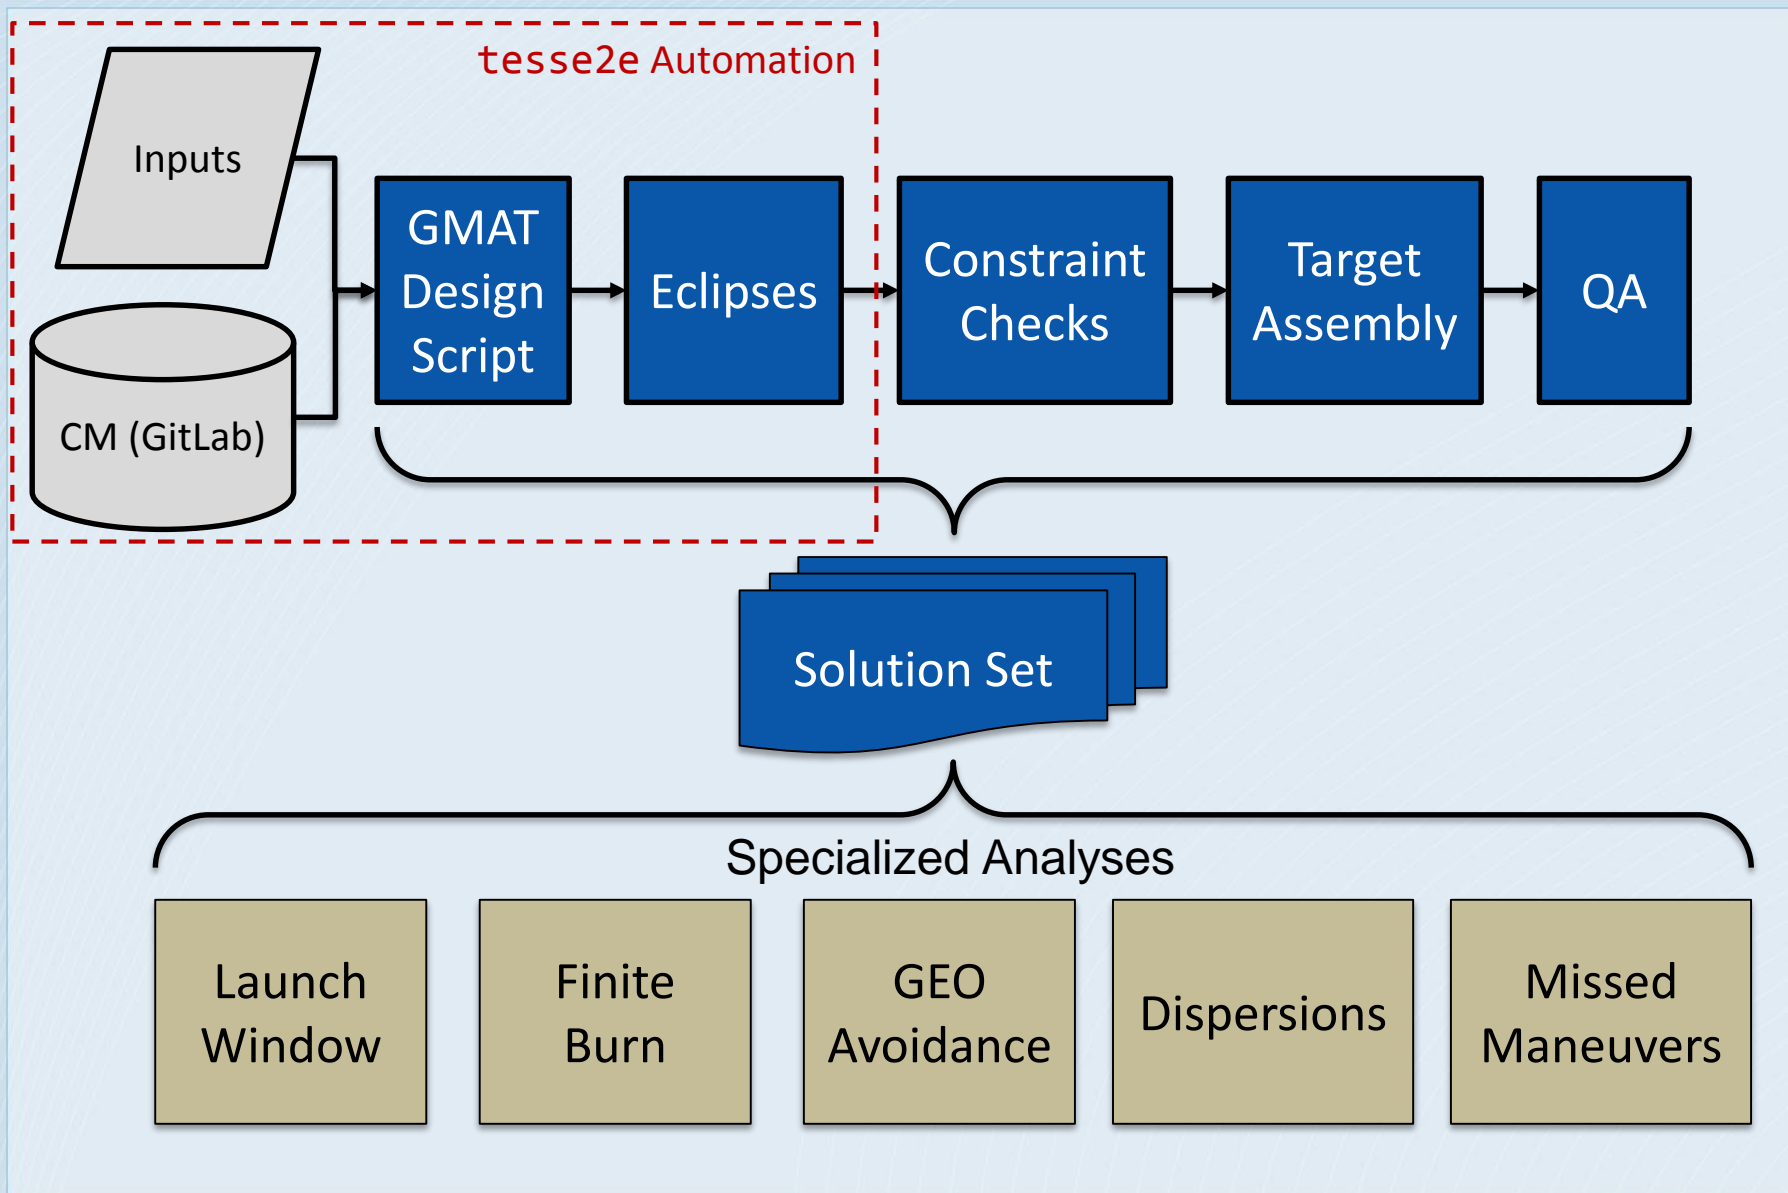 tesse2e Automation
Inputs
CM (GitLab)
GMAT
Design
Script
Eclipses
Constraint
Checks
Target
Assembly
QA
Solution Set
Specialized Analyses
Launch
Window
Finite
Burn
GEO
Avoidance
Dispersions
Missed
Maneuvers